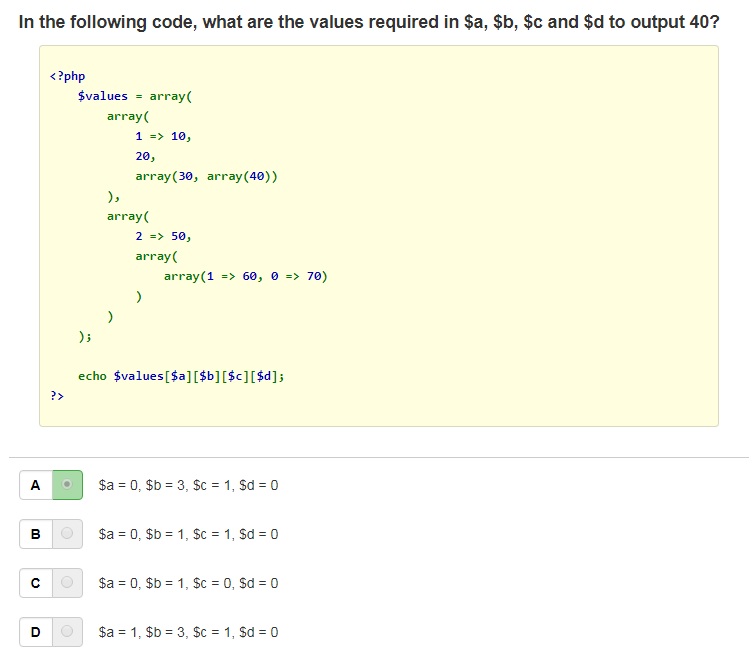 In the following code, what are the values required in $a, $b, $c and $d to output 40?
<?php
$values = array(
array(
1 => 10,
20,
array(30, array(40))
),
array(
2 => 50,
array(
array(1 => 60, 0 => 70)
)
)
);
echo $values[$a][$b][$c][$d];
?>
A $a = 0, $b = 3, $c = 1, $d = 0
B $a = 0, $b = 1, $c = 1, $d = 0
C $a = 0, $b = 1, $c = 0, $d = 0
D $a = 1, $b = 3, $c = 1, $d = 0